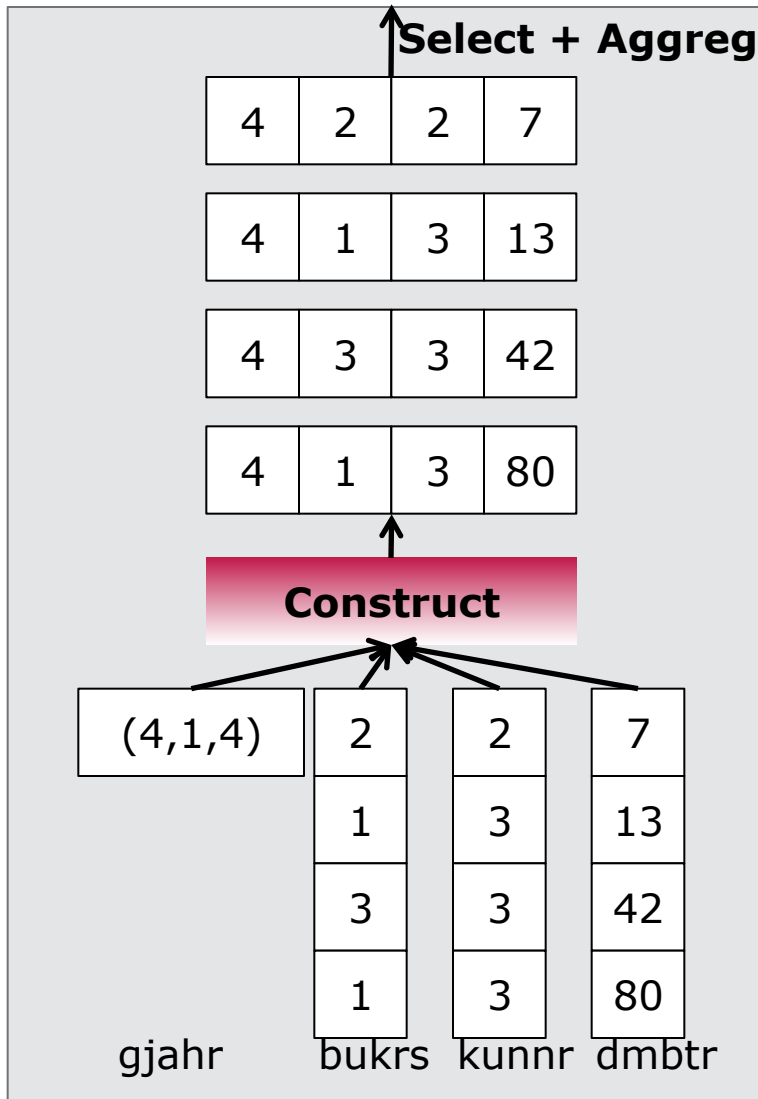 Select + Aggreg
4 2 2 7
4 1 3 13
4 3 3 42
4 1 3 80
Construct
(4,1,4) 2 2 7
1 3 13
3 3 42
1 3 80
gjahr bukrs kunnr dmbtr